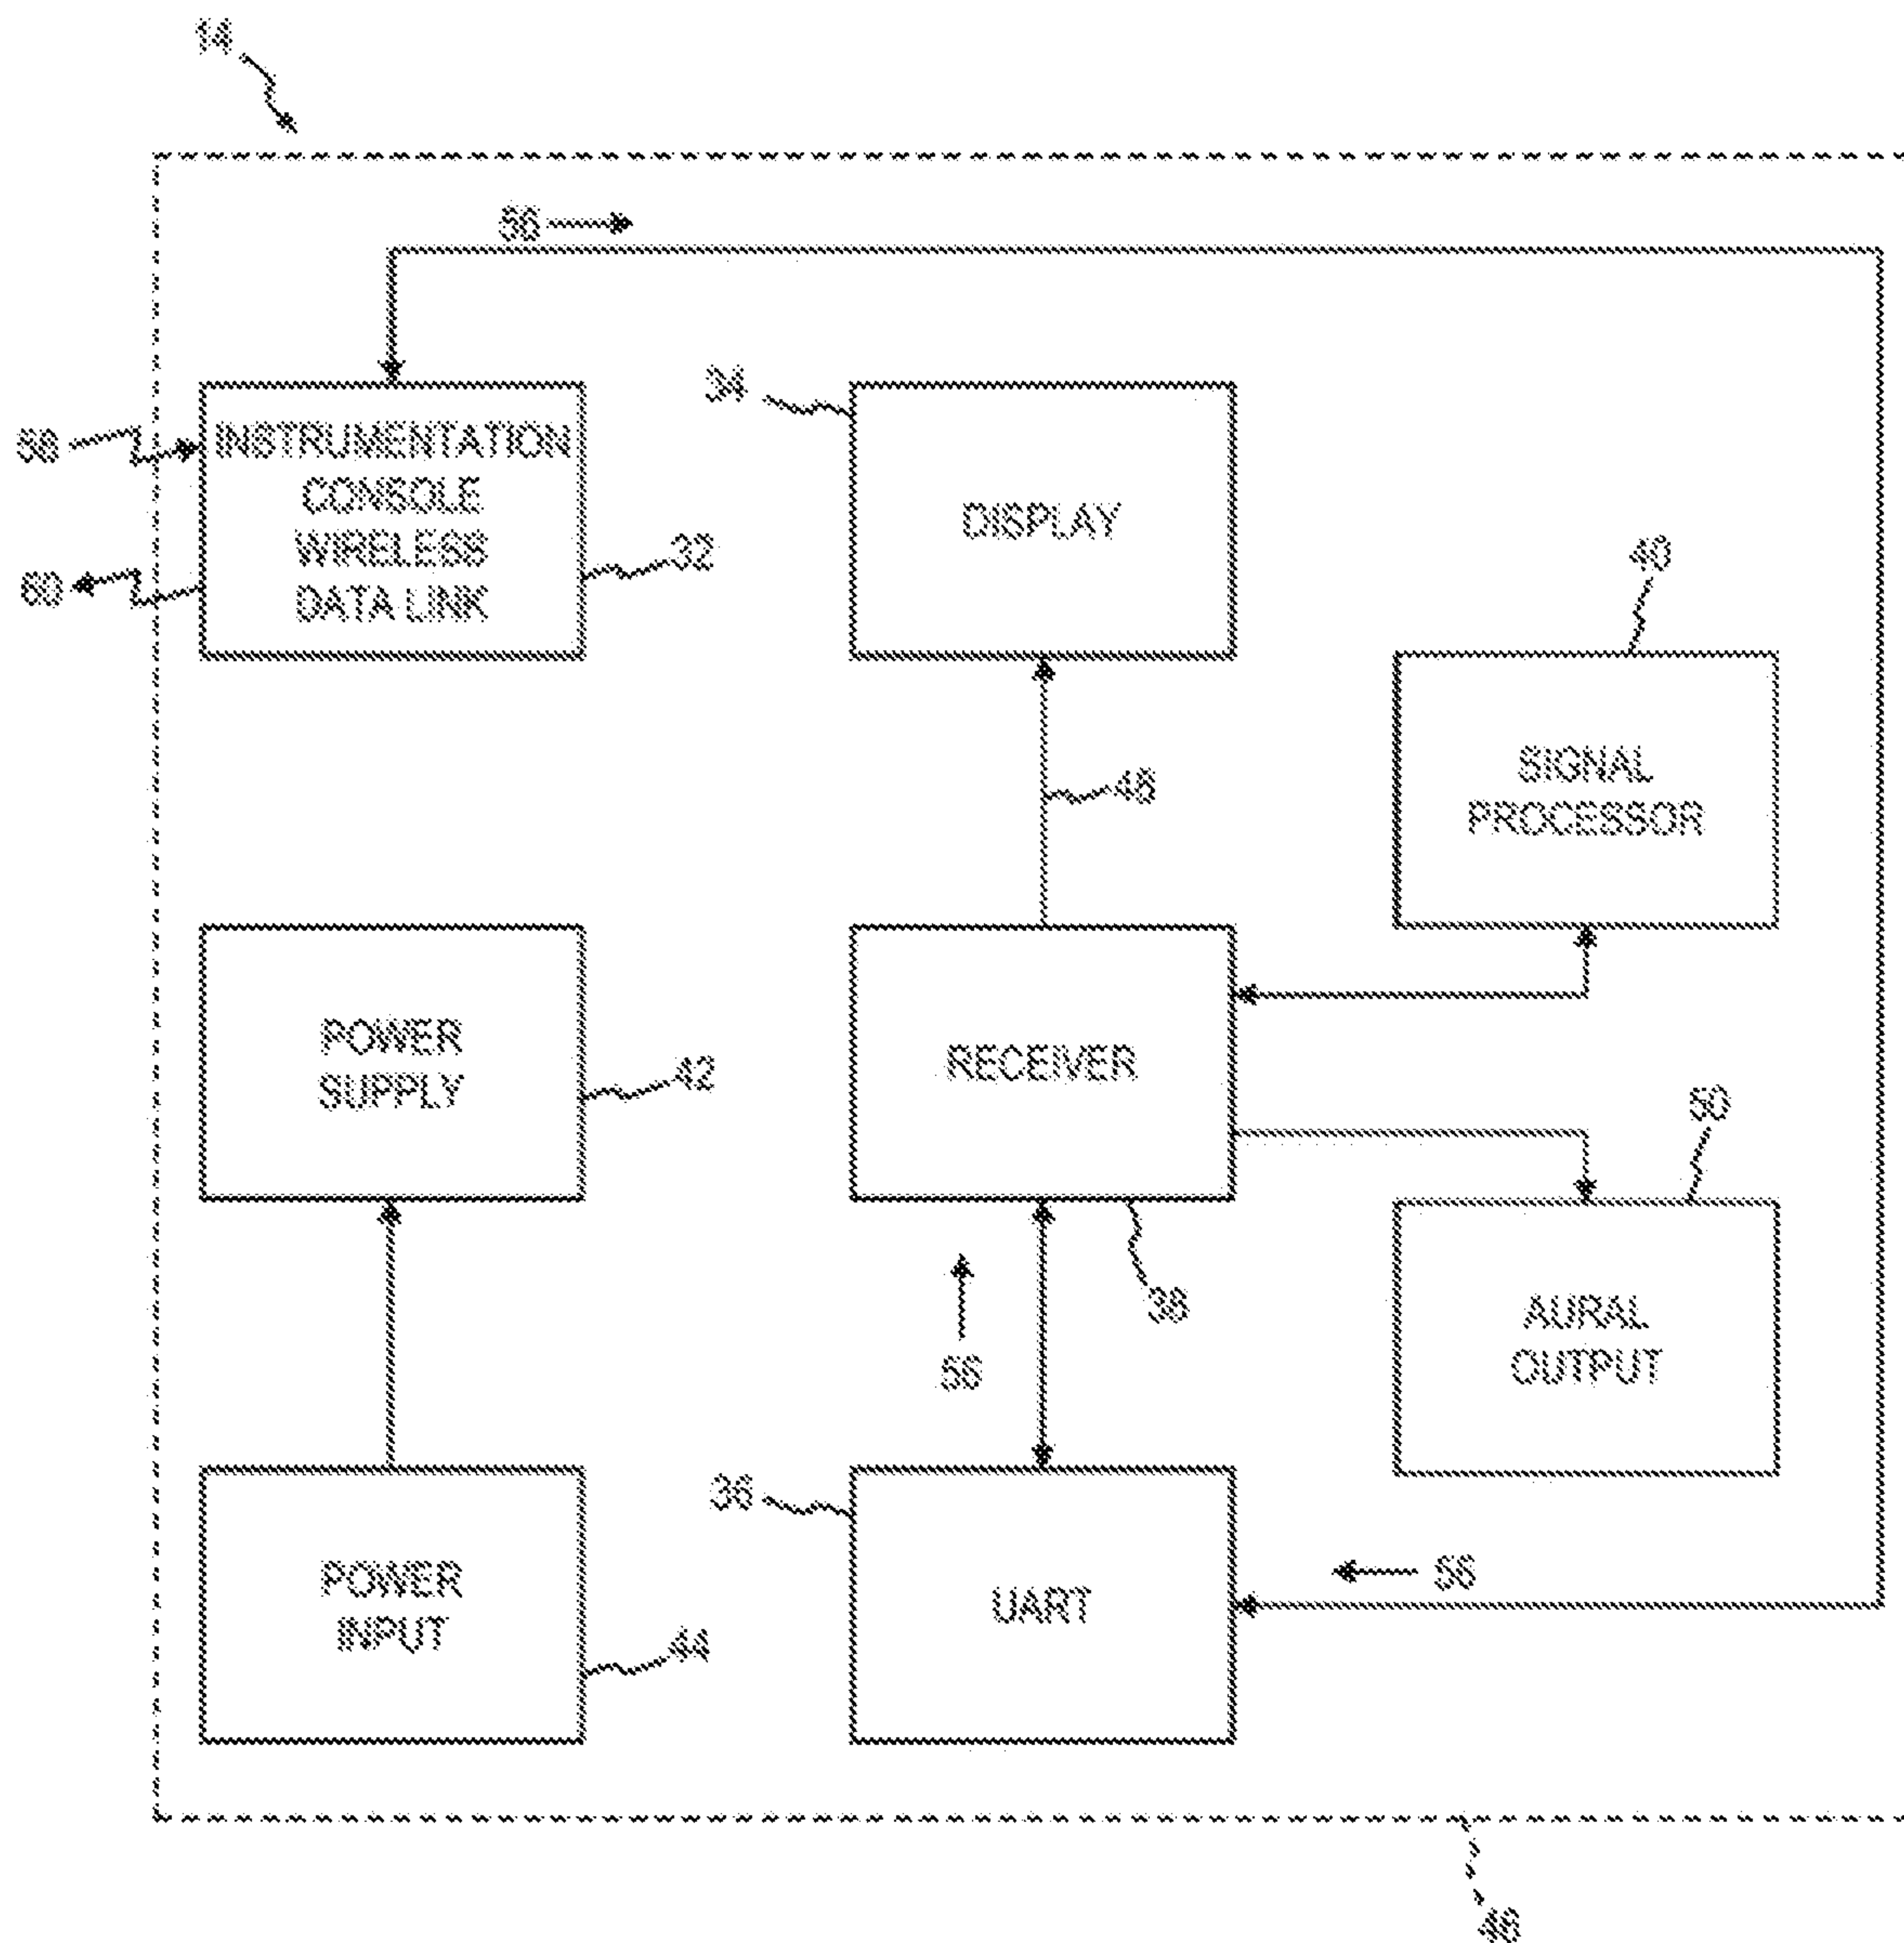 14
56
58
INSTRUMENTATION
CONSOLE
WIRELESS
DATA LINK
60
32
34
DISPLAY
40
SIGNAL
PROCESSOR
48
POWER
SUPPLY
42
RECEIVER
38
50
AURAL
OUTPUT
56
POWER
INPUT
44
36
UART
56
46